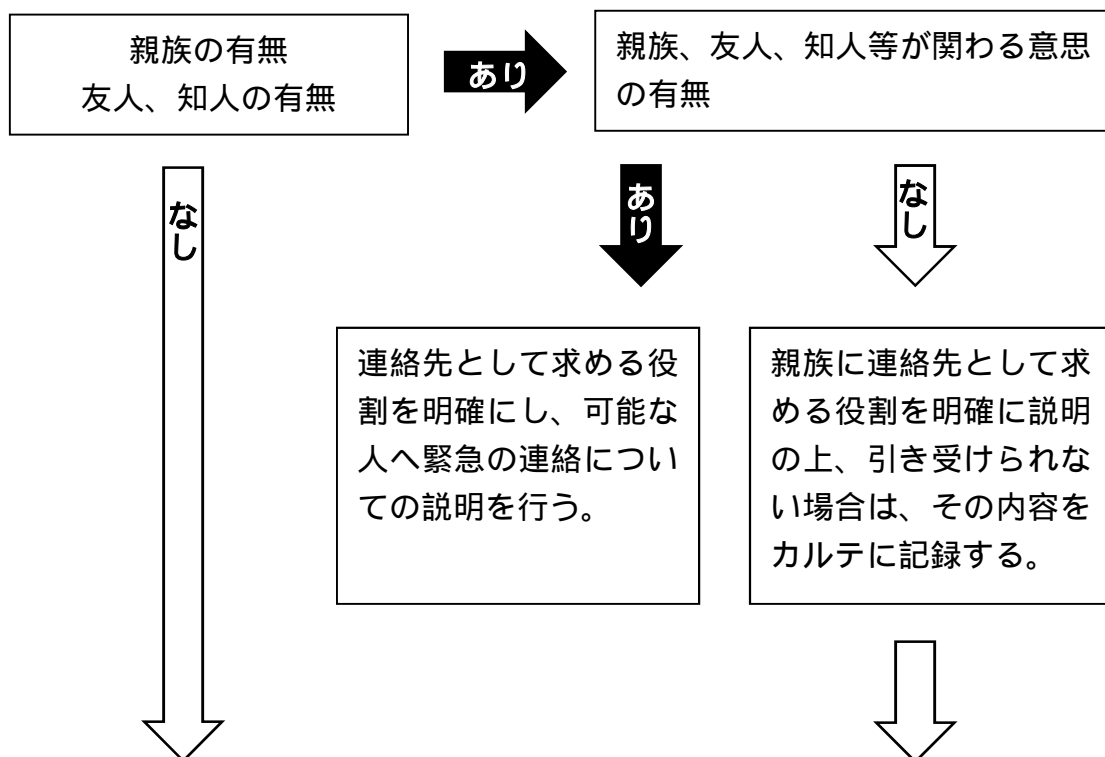 親族の有無
友人、知人の有無
あり
親族、友人、知人等が関わる意思
の有無
なし
あり
なし
連絡先として求める役
割を明確にし、可能な
人へ緊急の連絡につい
ての説明を行う。
親族に連絡先として求
める役割を明確に説明
の上、引き受けられな
い場合は、その内容を
カルテに記録する。